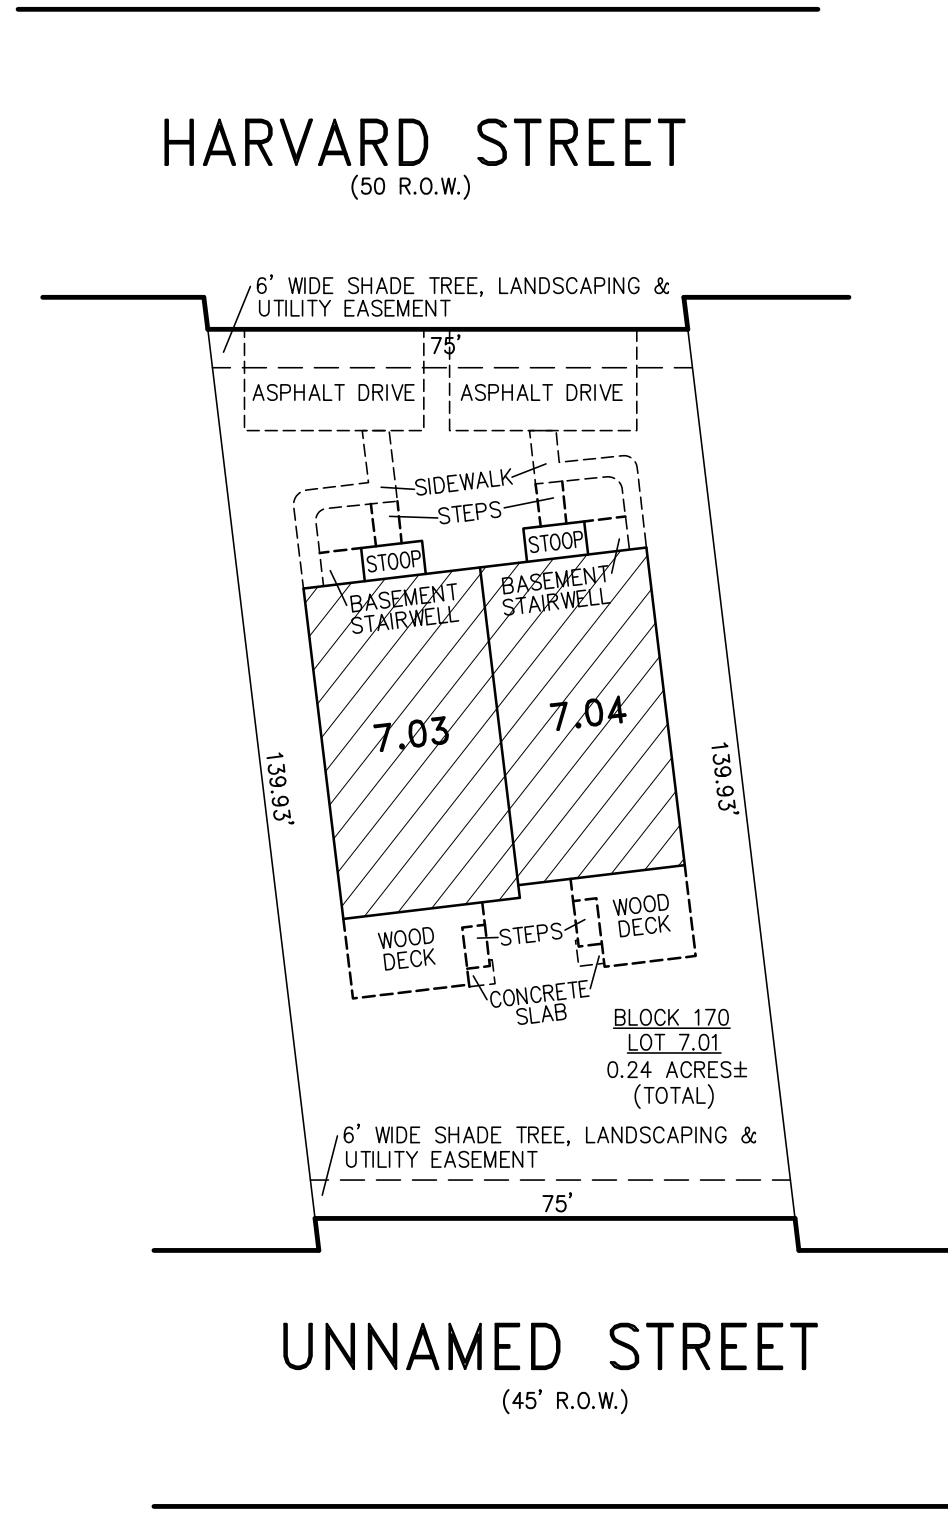 HARVARD STREET
(50 R.O.W.)
6' WIDE SHADE TREE, LANDSCAPING &
UTILITY EASEMENT
75'
ASPHALT DRIVE
ASPHALT DRIVE
SIDEWALK
STEPS
STOOP
STOOP
BASEMENT
STAIRWELL
BASEMENT
STAIRWELL
7.03
7.04
139.93'
139.93'
WOOD
DECK
STEPS
WOOD
DECK
CONCRETE
SLAB
BLOCK 170
LOT 7.01
0.24 ACRES±
(TOTAL)
6' WIDE SHADE TREE, LANDSCAPING &
UTILITY EASEMENT
75'
UNNAMED STREET
(45' R.O.W.)